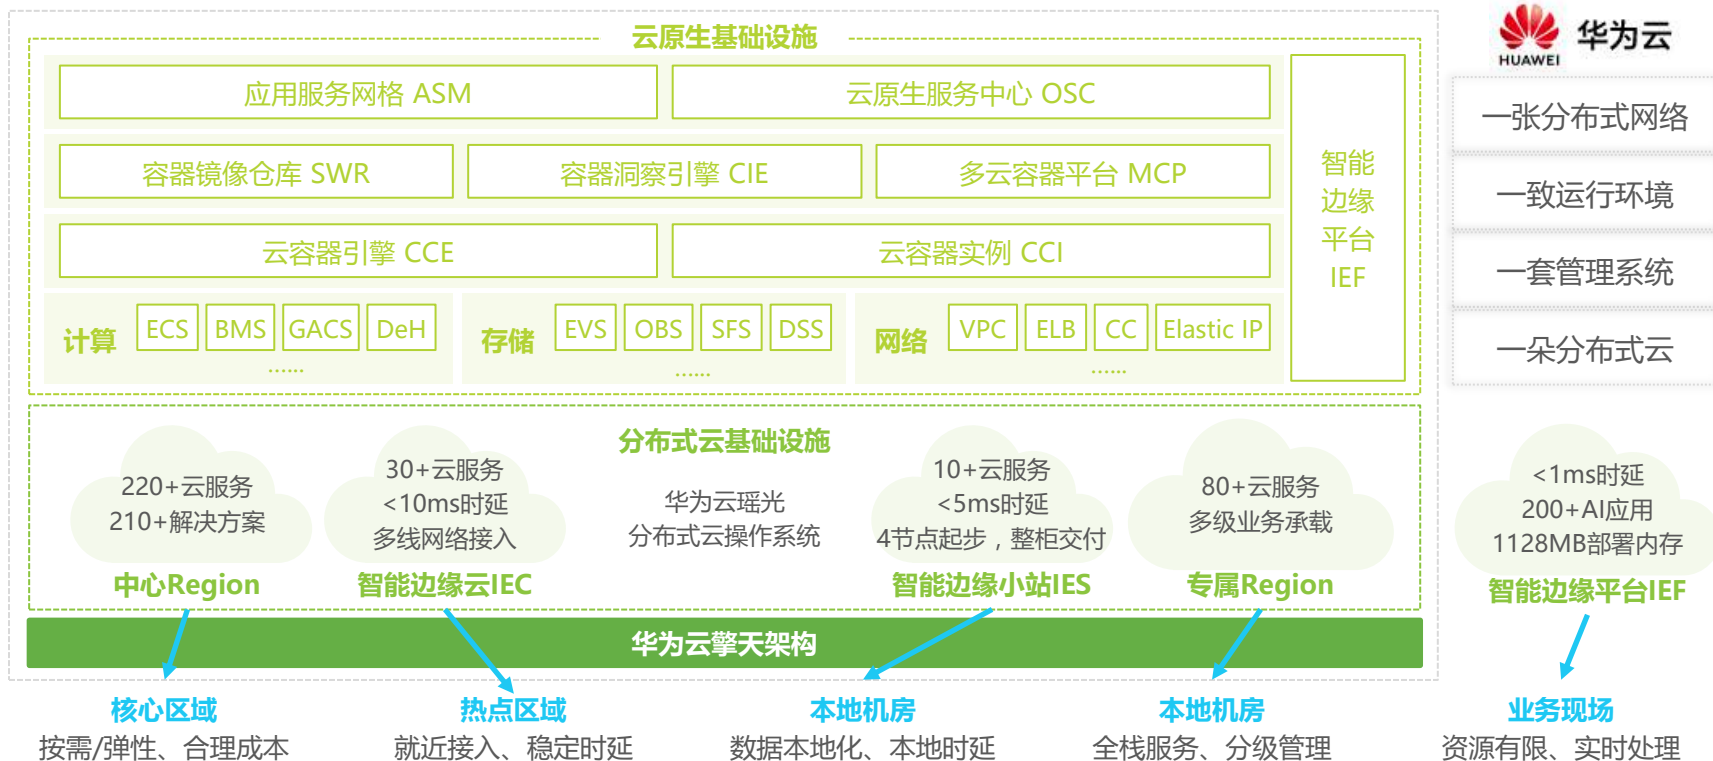 云原生基础设施
HUAWEI
华为云
应用服务网格 ASM
云原生服务中心 OSC
容器镜像仓库 SWR
容器洞察引擎 CIE
多云容器平台 MCP
云容器引擎 CCE
云容器实例 CCI
智能
边缘
平台
IEF
计算
ECS
BMS
GACS
DeH
……
存储
EVS
OBS
SFS
DSS
……
网络
VPC
ELB
CC
Elastic IP
……
一张分布式网络
一致运行环境
一套管理系统
一朵分布式云
分布式云基础设施
华为云瑶光
分布式云操作系统
220+云服务
210+解决方案
中心Region
30+云服务
<10ms时延
多线网络接入
智能边缘云IEC
10+云服务
<5ms时延
4节点起步，整柜交付
智能边缘小站IES
80+云服务
多级业务承载
专属Region
<1ms时延
200+AI应用
1128MB部署内存
智能边缘平台IEF
华为云擎天架构
核心区域
按需/弹性、合理成本
热点区域
就近接入、稳定时延
本地机房
数据本地化、本地时延
本地机房
全栈服务、分级管理
业务现场
资源有限、实时处理